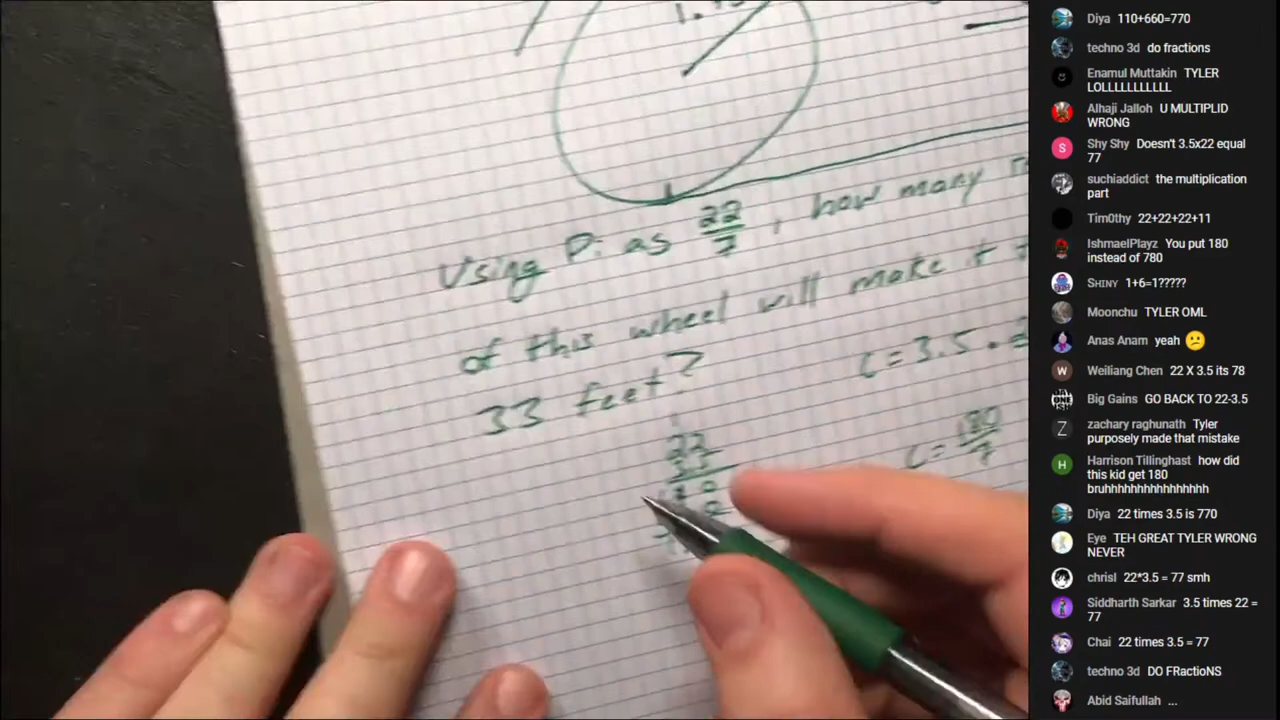 1.
Using Pi as 22/7, how many
of this wheel will make it
33 feet?
C = 3.5 .
C = 180/7
22
Diya 110+660=770
techno 3d do fractions
Enamul Muttakin TYLER
LOLLLLLLLLLLL
Alhaji Jalloh U MULTIPLID
WRONG
Shy Shy Doesn't 3.5x22 equal
77
suchiaddict the multiplication
part
Tim0thy 22+22+22+11
IshmaelPlayz You put 180
instead of 780
SHINY 1+6=1?????
Moonchu TYLER OML
Anas Anam yeah 😕
Weiliang Chen 22 X 3.5 its 78
Big Gains GO BACK TO 22-3.5
zachary raghunath Tyler
purposely made that mistake
Harrison Tillinghast how did
this kid get 180
bruhhhhhhhhhhhhhhhh
Diya 22 times 3.5 is 770
Eye TEH GREAT TYLER WRONG
NEVER
chrisl 22*3.5 = 77 smh
Siddharth Sarkar 3.5 times 22 =
77
Chai 22 times 3.5 = 77
techno 3d DO FRActioNS
Abid Saifullah ...